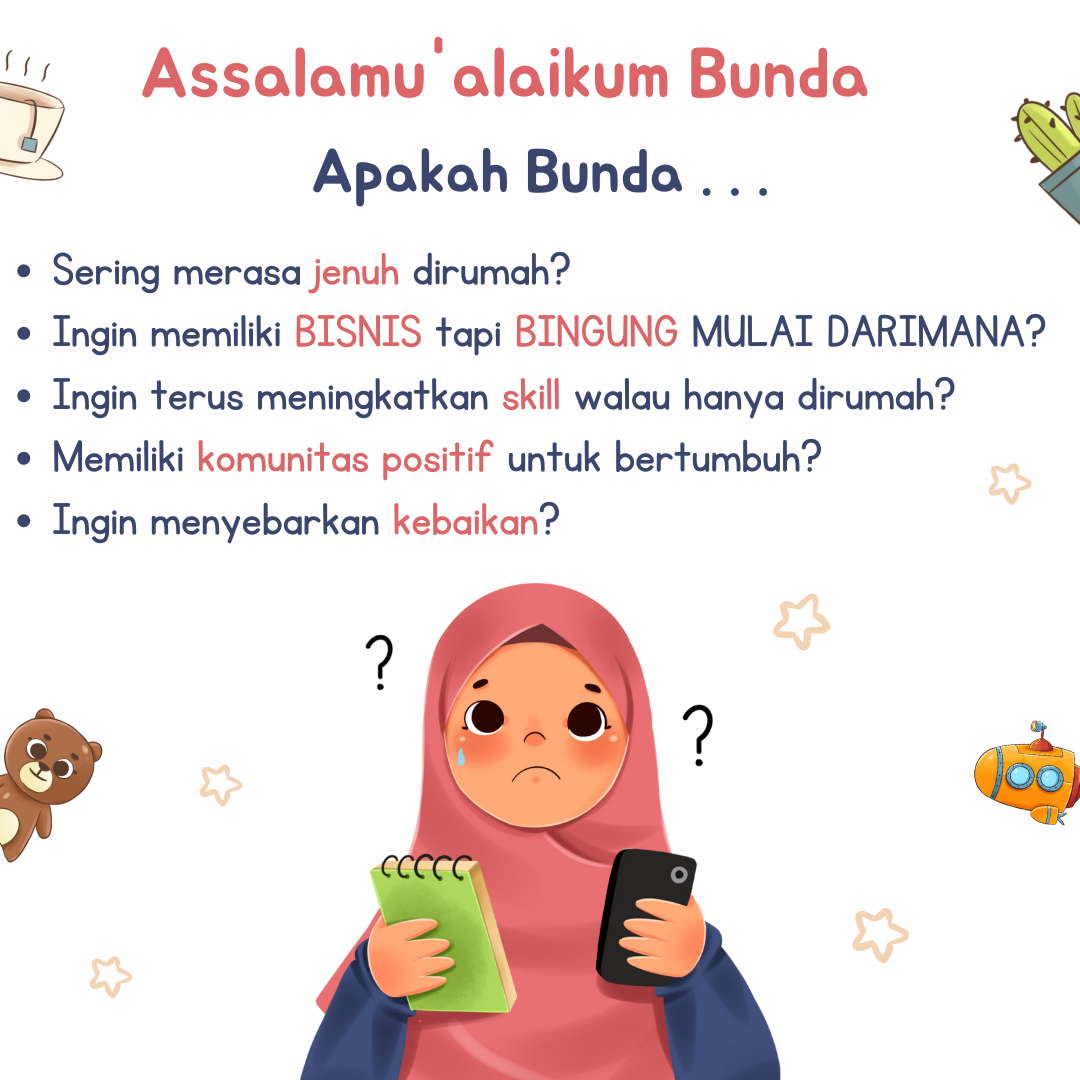 Assalamu'alaikum Bunda
Apakah Bunda . . .
• Sering merasa jenuh dirumah?
• Ingin memiliki BISNIS tapi BINGUNG MULAI DARIMANA?
• Ingin terus meningkatkan skill walau hanya dirumah?
• Memiliki komunitas positif untuk bertumbuh?
• Ingin menyebarkan kebaikan?
?
?